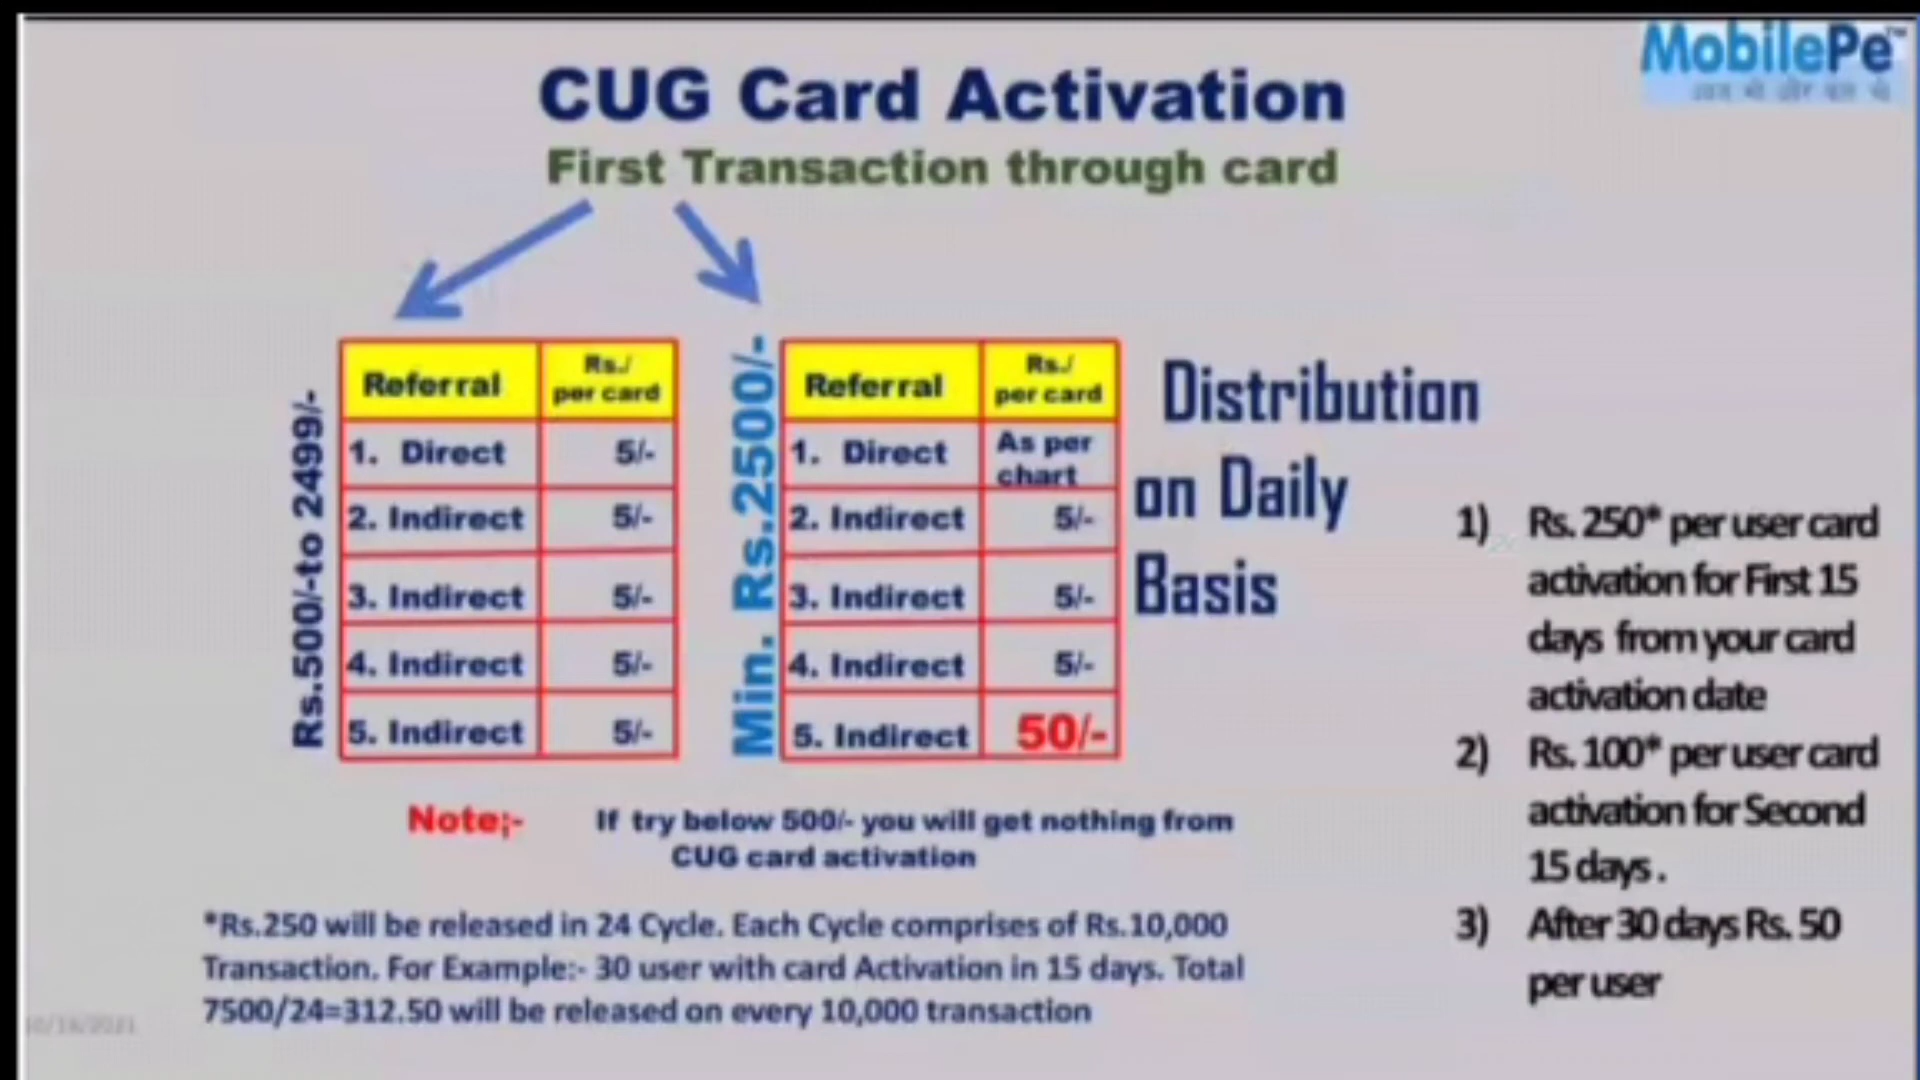 MobilePe™
CUG Card Activation
First Transaction through card
Rs.500/-to 2499/-
Referral Rs./ per card
1. Direct 5/-
2. Indirect 5/-
3. Indirect 5/-
4. Indirect 5/-
5. Indirect 5/-
Min. Rs.2500/-
Referral Rs./ per card
1. Direct As per chart
2. Indirect 5/-
3. Indirect 5/-
4. Indirect 5/-
5. Indirect 50/-
Distribution
on Daily
Basis
1) Rs. 250* per user card
activation for First 15
days from your card
activation date
2) Rs. 100* per user card
activation for Second
15 days .
3) After 30 days Rs. 50
per user
Note;- If try below 500/- you will get nothing from
CUG card activation
*Rs.250 will be released in 24 Cycle. Each Cycle comprises of Rs.10,000
Transaction. For Example:- 30 user with card Activation in 15 days. Total
7500/24=312.50 will be released on every 10,000 transaction